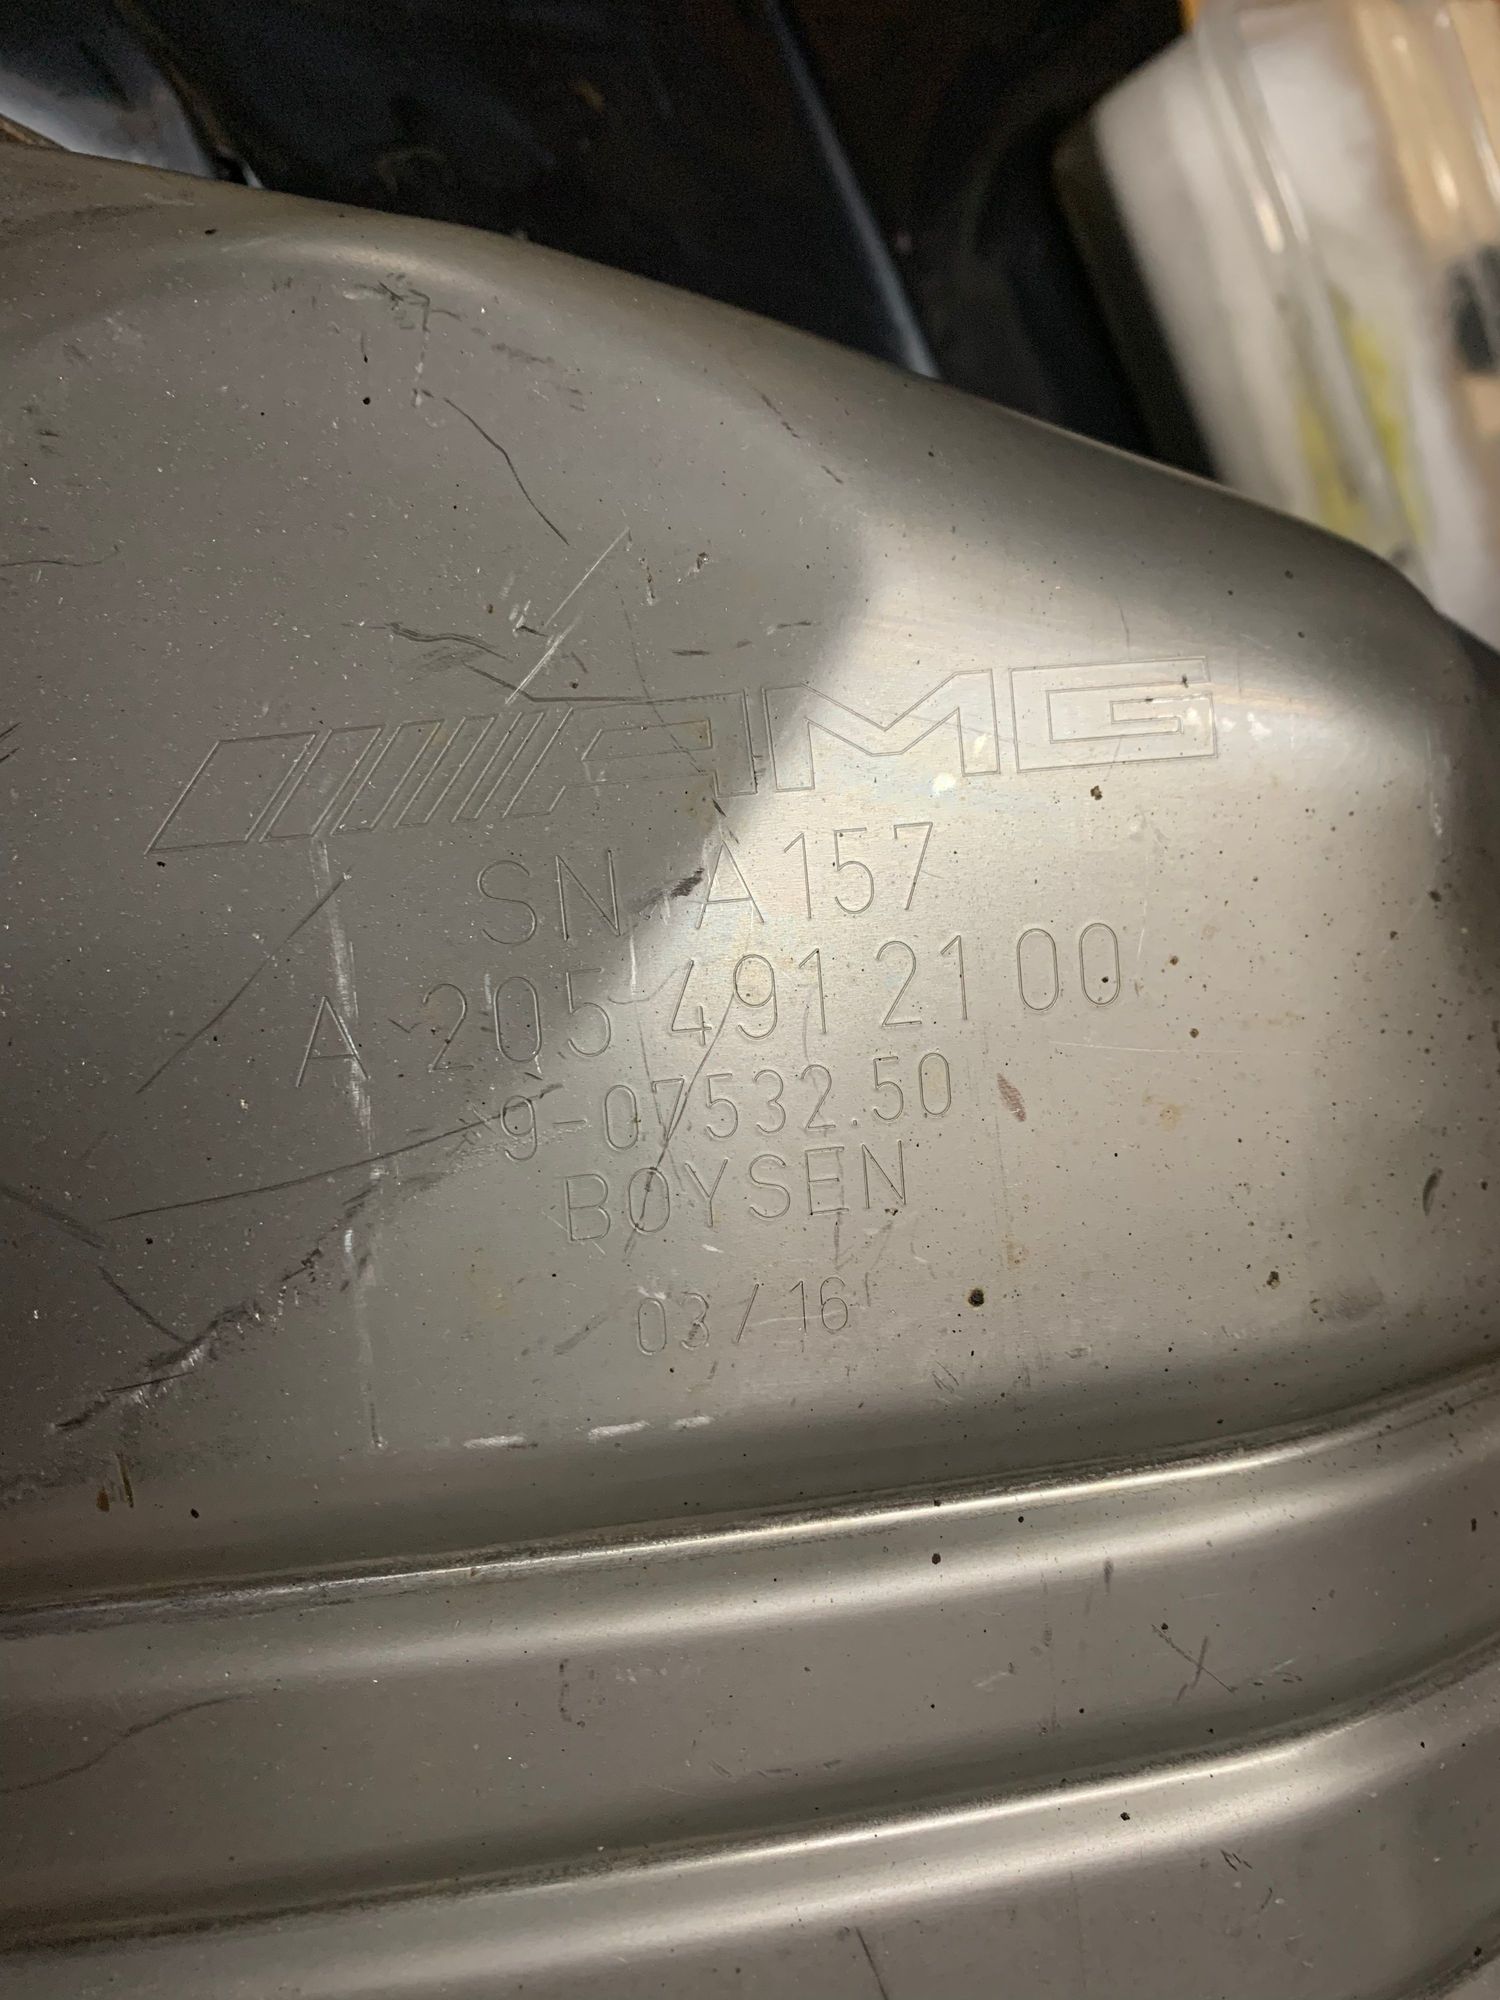 AMG
SN A157
A 205 491 21 00
9-07532.50
BOYSEN
03/16